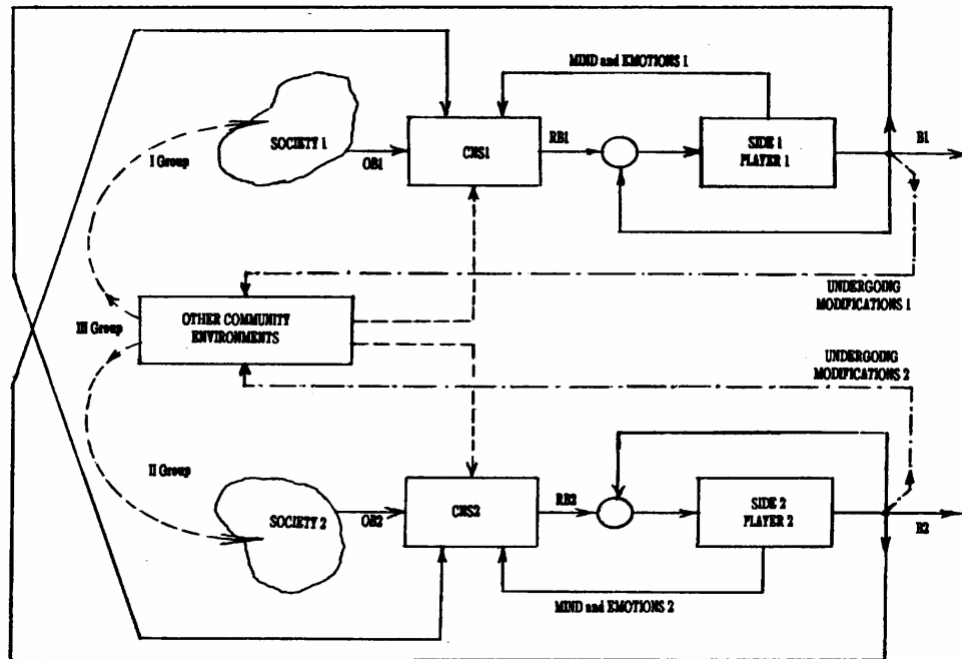 MIND and EMOTIONS 1
SOCIETY 1
I Group
OB1
CNS1
RB1
SIDE 1
PLAYER 1
B1
UNDERGOING
MODIFICATIONS 1
III Group
OTHER COMMUNITY
ENVIRONMENTS
UNDERGOING
MODIFICATIONS 2
II Group
SOCIETY 2
OB2
CNS2
RB2
SIDE 2
PLAYER 2
B2
MIND and EMOTIONS 2